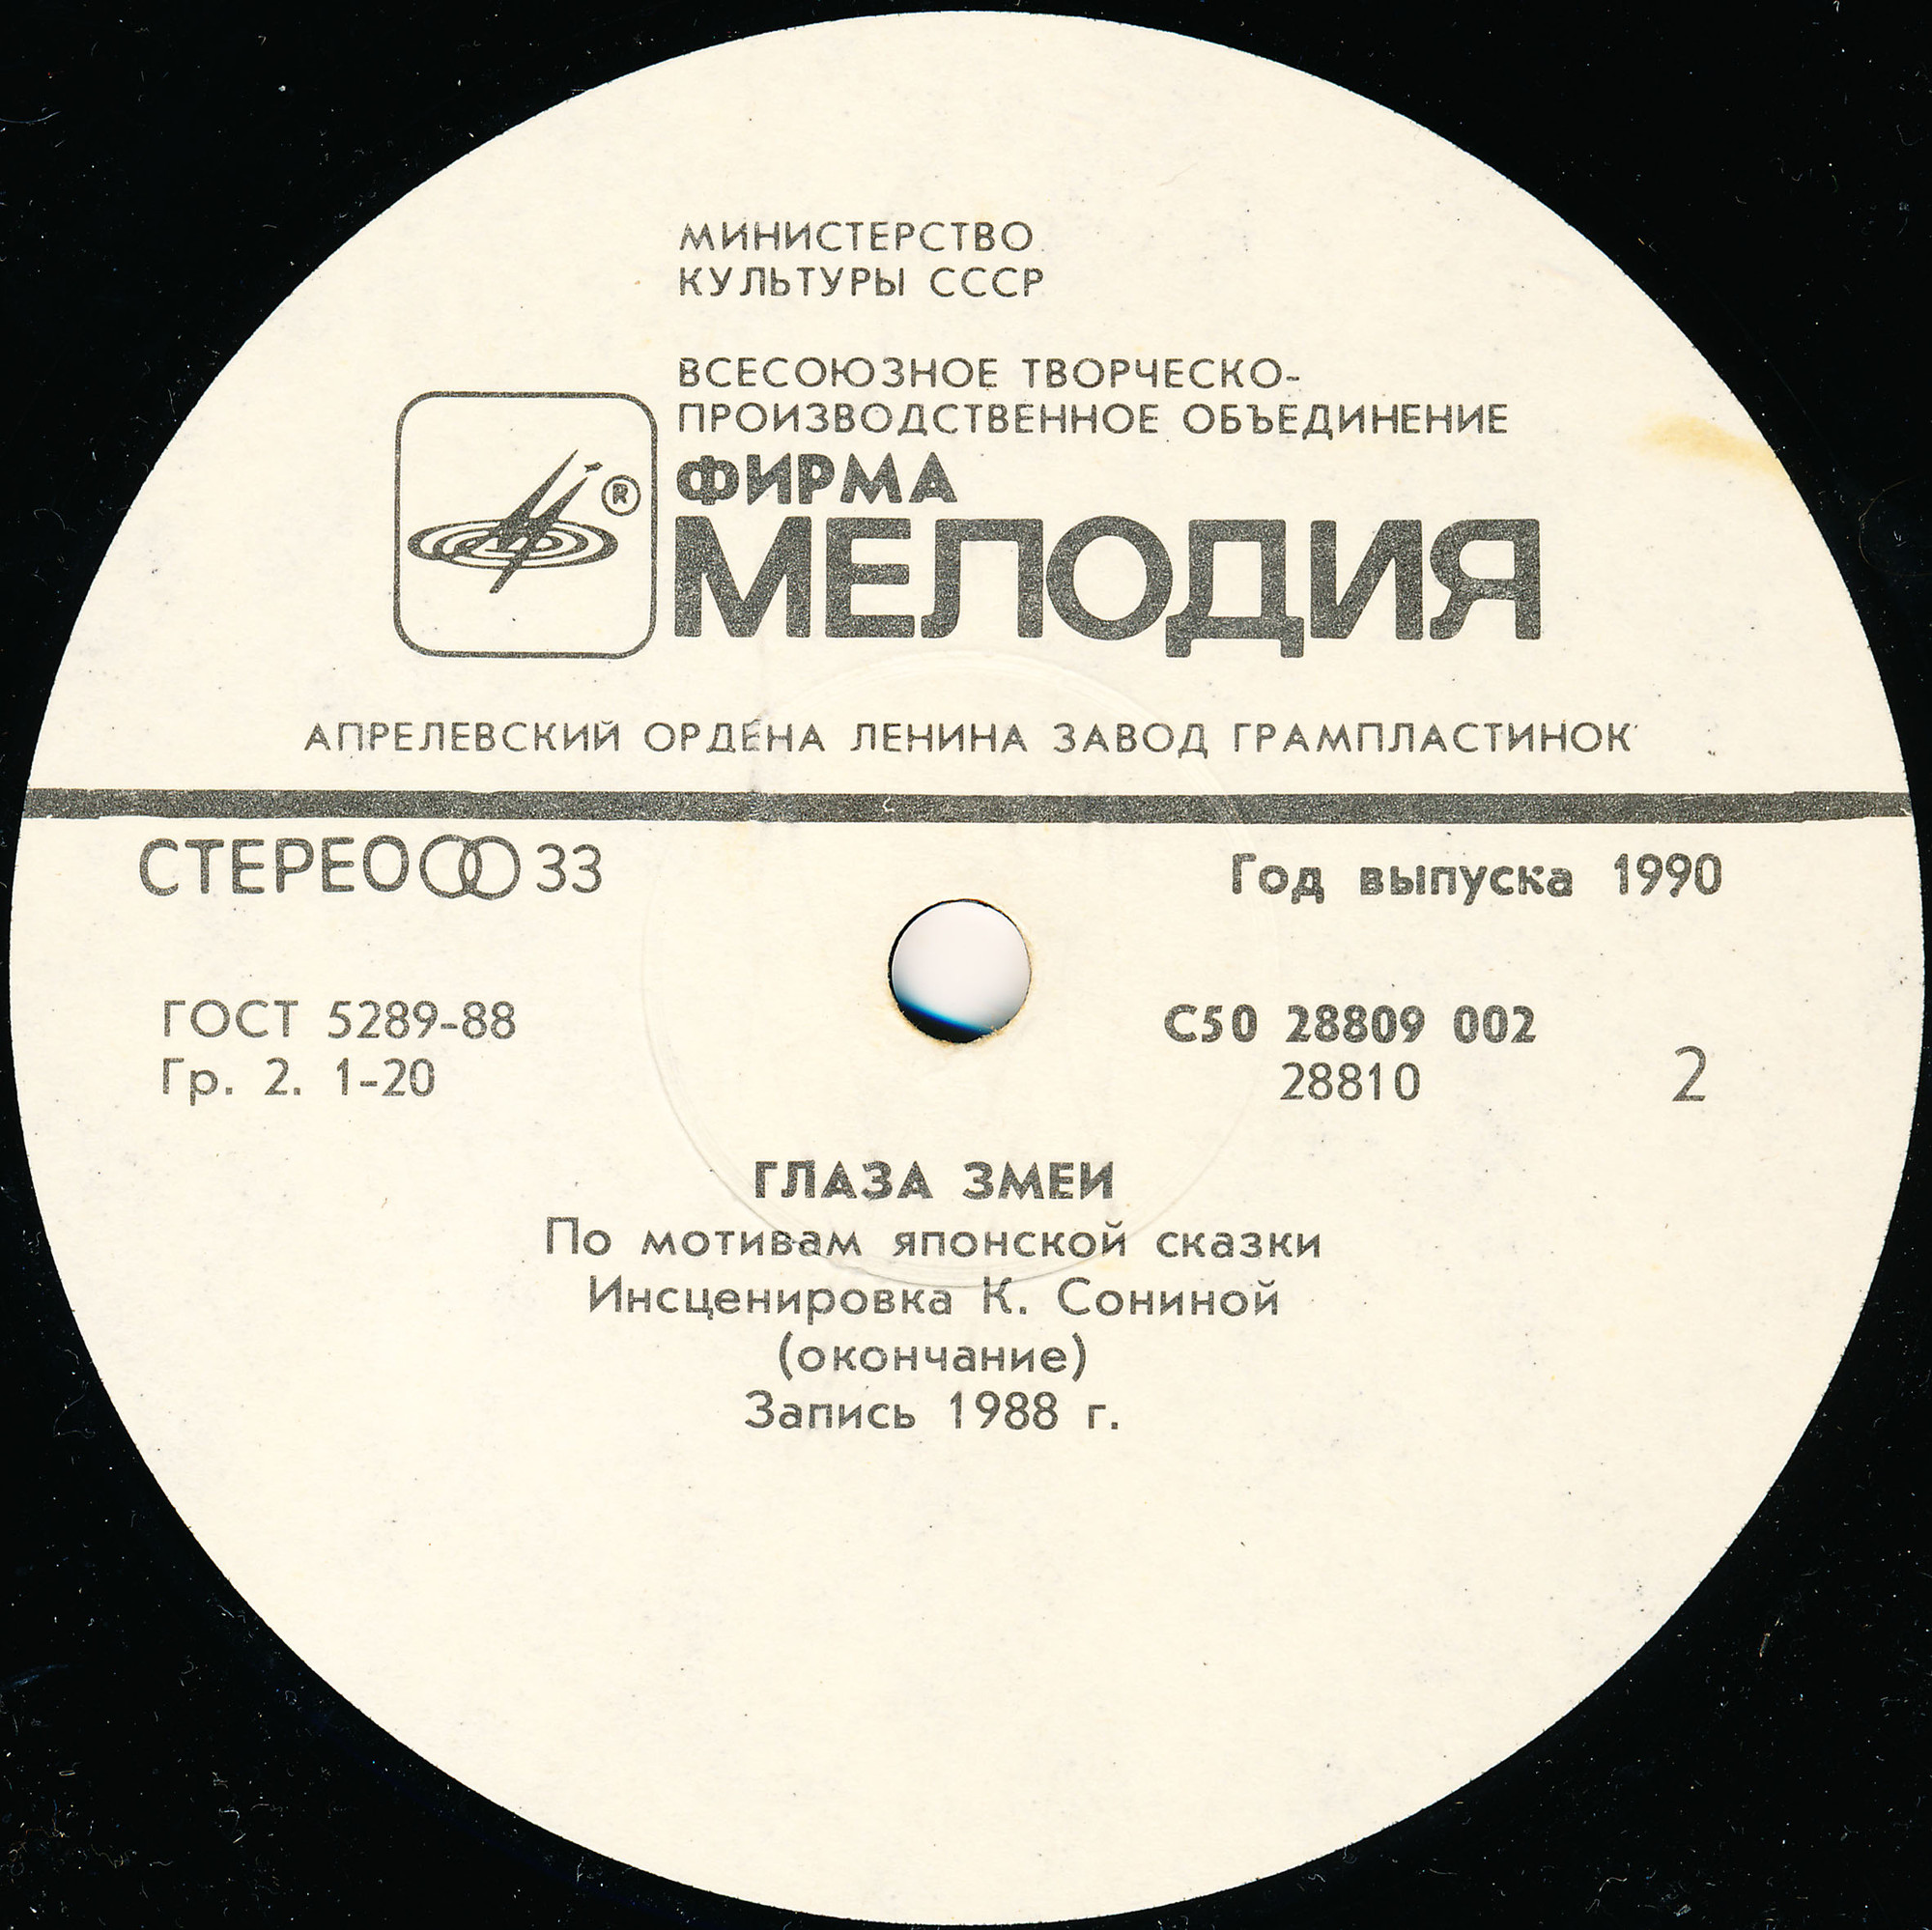 МИНИСТЕРСТВО
КУЛЬТУРЫ СССР
ВСЕСОЮЗНОЕ ТВОРЧЕСКО-
ПРОИЗВОДСТВЕННОЕ ОБЪЕДИНЕНИЕ
®
ФИРМА
МЕЛОДИЯ
АПРЕЛЕВСКИЙ ОРДЕНА ЛЕНИНА ЗАВОД ГРАМПЛАСТИНОК
СТЕРЕО 33
Год выпуска 1990
ГОСТ 5289-88
Гр. 2. 1-20
С50 28809 002
28810
2
ГЛАЗА ЗМЕИ
По мотивам японской сказки
Инсценировка К. Сониной
(окончание)
Запись 1988 г.